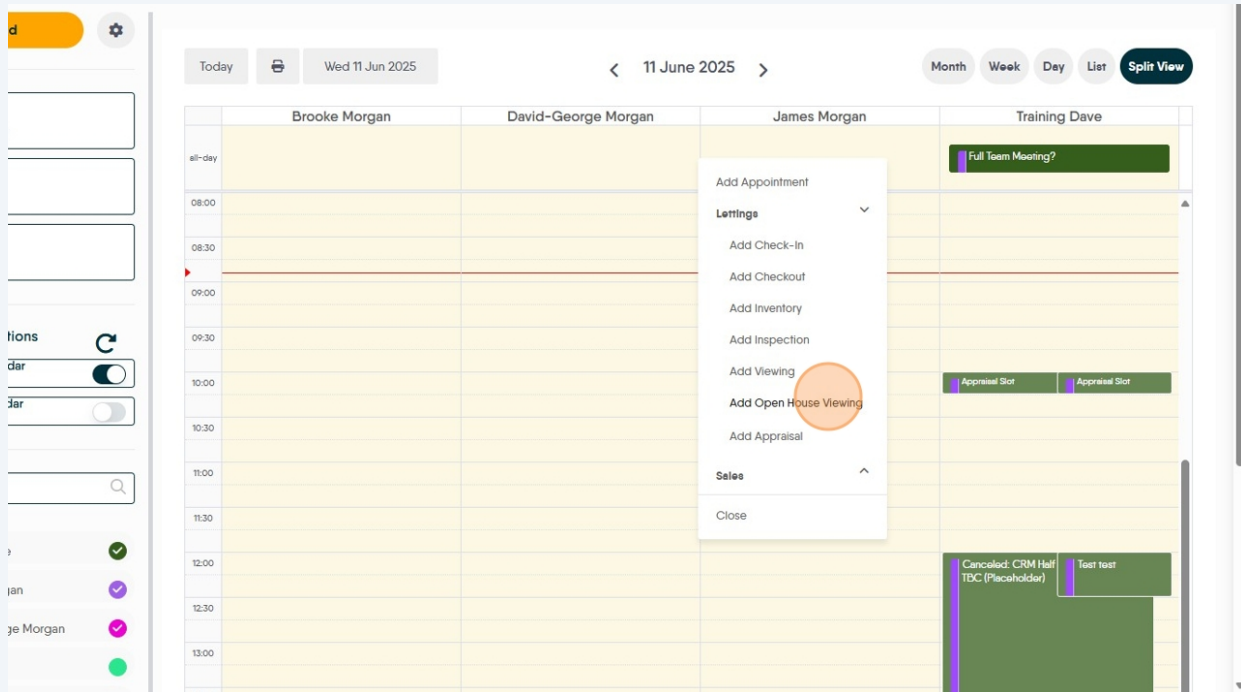 d
Today
Wed 11 Jun 2025
11 June 2025
Month
Week
Day
List
Split View
Brooke Morgan
David-George Morgan
James Morgan
Training Dave
all-day
Full Team Meeting?
Add Appointment
Lettings
Add Check-In
Add Checkout
Add Inventory
Add Inspection
Add Viewing
Add Open House Viewing
Add Appraisal
Sales
Close
08:00
08:30
09:00
09:30
10:00
10:30
11:00
11:30
12:00
12:30
13:00
Appraisal Slot
Appraisal Slot
Canceled: CRM Half
TBC (Placeholder)
Test test
tions
dar
dar
gan
ge Morgan